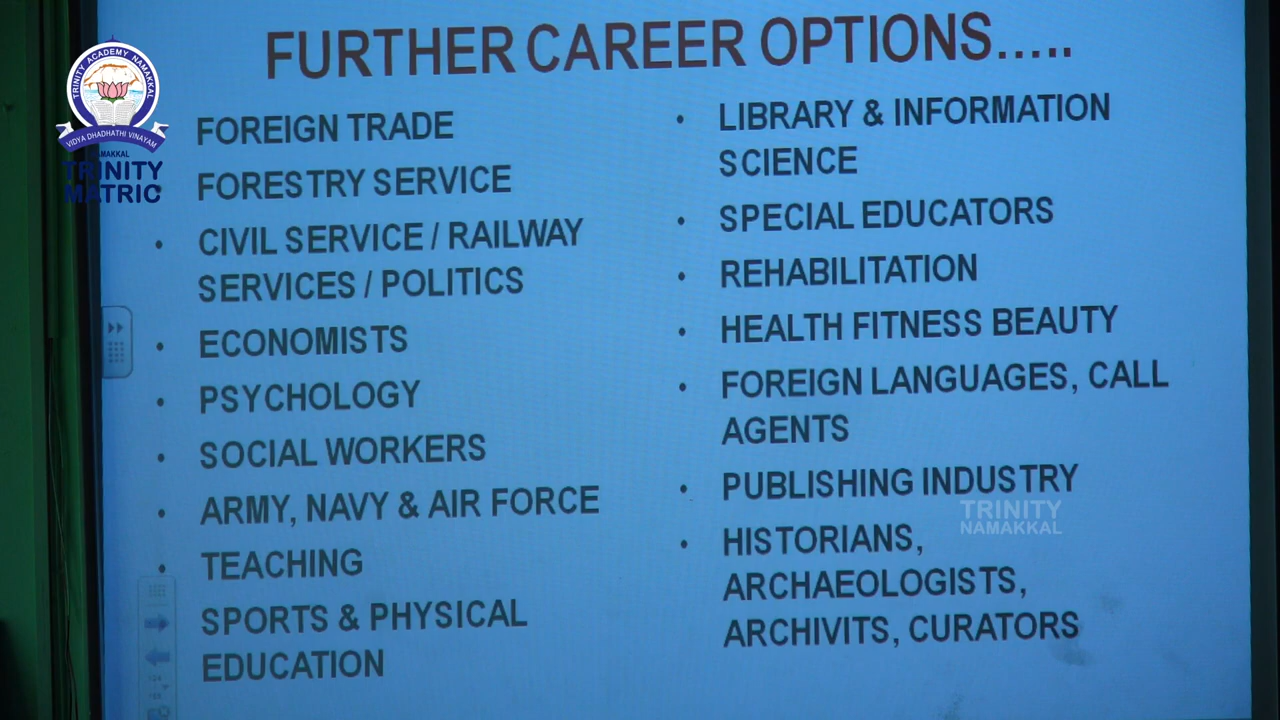 FURTHER CAREER OPTIONS.....
TRINITY ACADEMY NAMAKKAL
VIDYA DHADHATHI VINAYAM
NAMAKKAL
TRINITY
MATRIC
FOREIGN TRADE
FORESTRY SERVICE
• CIVIL SERVICE / RAILWAY
SERVICES / POLITICS
• ECONOMISTS
• PSYCHOLOGY
• SOCIAL WORKERS
• ARMY, NAVY & AIR FORCE
• TEACHING
SPORTS & PHYSICAL
EDUCATION
• LIBRARY & INFORMATION
SCIENCE
• SPECIAL EDUCATORS
• REHABILITATION
• HEALTH FITNESS BEAUTY
• FOREIGN LANGUAGES, CALL
AGENTS
• PUBLISHING INDUSTRY
• HISTORIANS,
ARCHAEOLOGISTS,
ARCHIVITS, CURATORS
TRINITY
NAMAKKAL